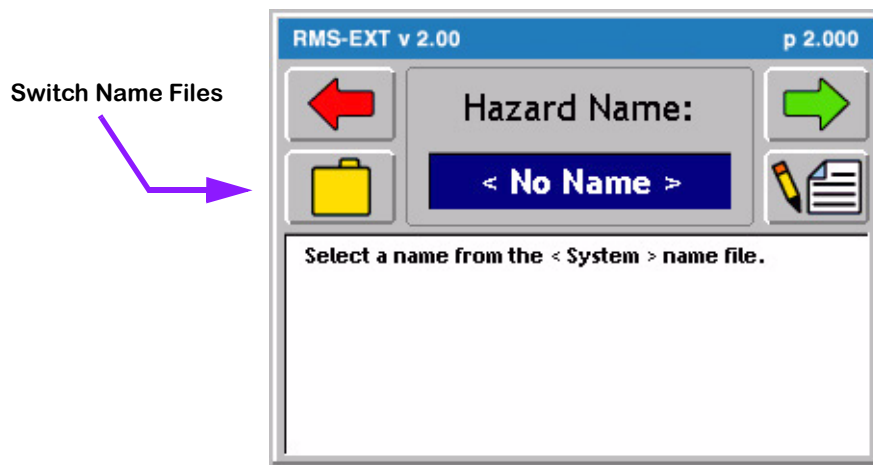 RMS-EXT v 2.00 p 2.000
Switch Name Files
Hazard Name:
< No Name >
Select a name from the < System > name file.